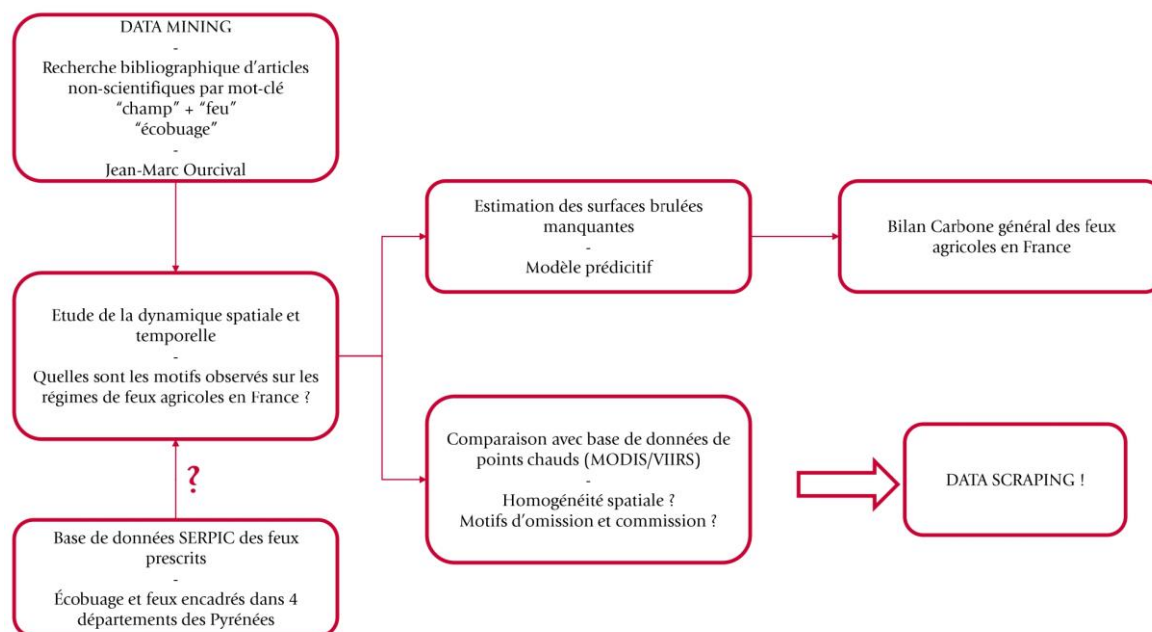 DATA MINING
-
Recherche bibliographique d’articles
non-scientifiques par mot-clé
“champ” + “feu”
“écobuage”
-
Jean-Marc Ourcival
Etude de la dynamique spatiale et
temporelle
-
Quelles sont les motifs observés sur les
régimes de feux agricoles en France ?
?
Base de données SERPIC des feux
prescrits
-
Écobuage et feux encadrés dans 4
départements des Pyrénées
Estimation des surfaces brulées
manquantes
-
Modèle prédicitif
Bilan Carbone général des feux
agricoles en France
Comparaison avec base de données de
points chauds (MODIS/VIIRS)
-
Homogénéité spatiale ?
Motifs d’omission et commission ?
DATA SCRAPING !